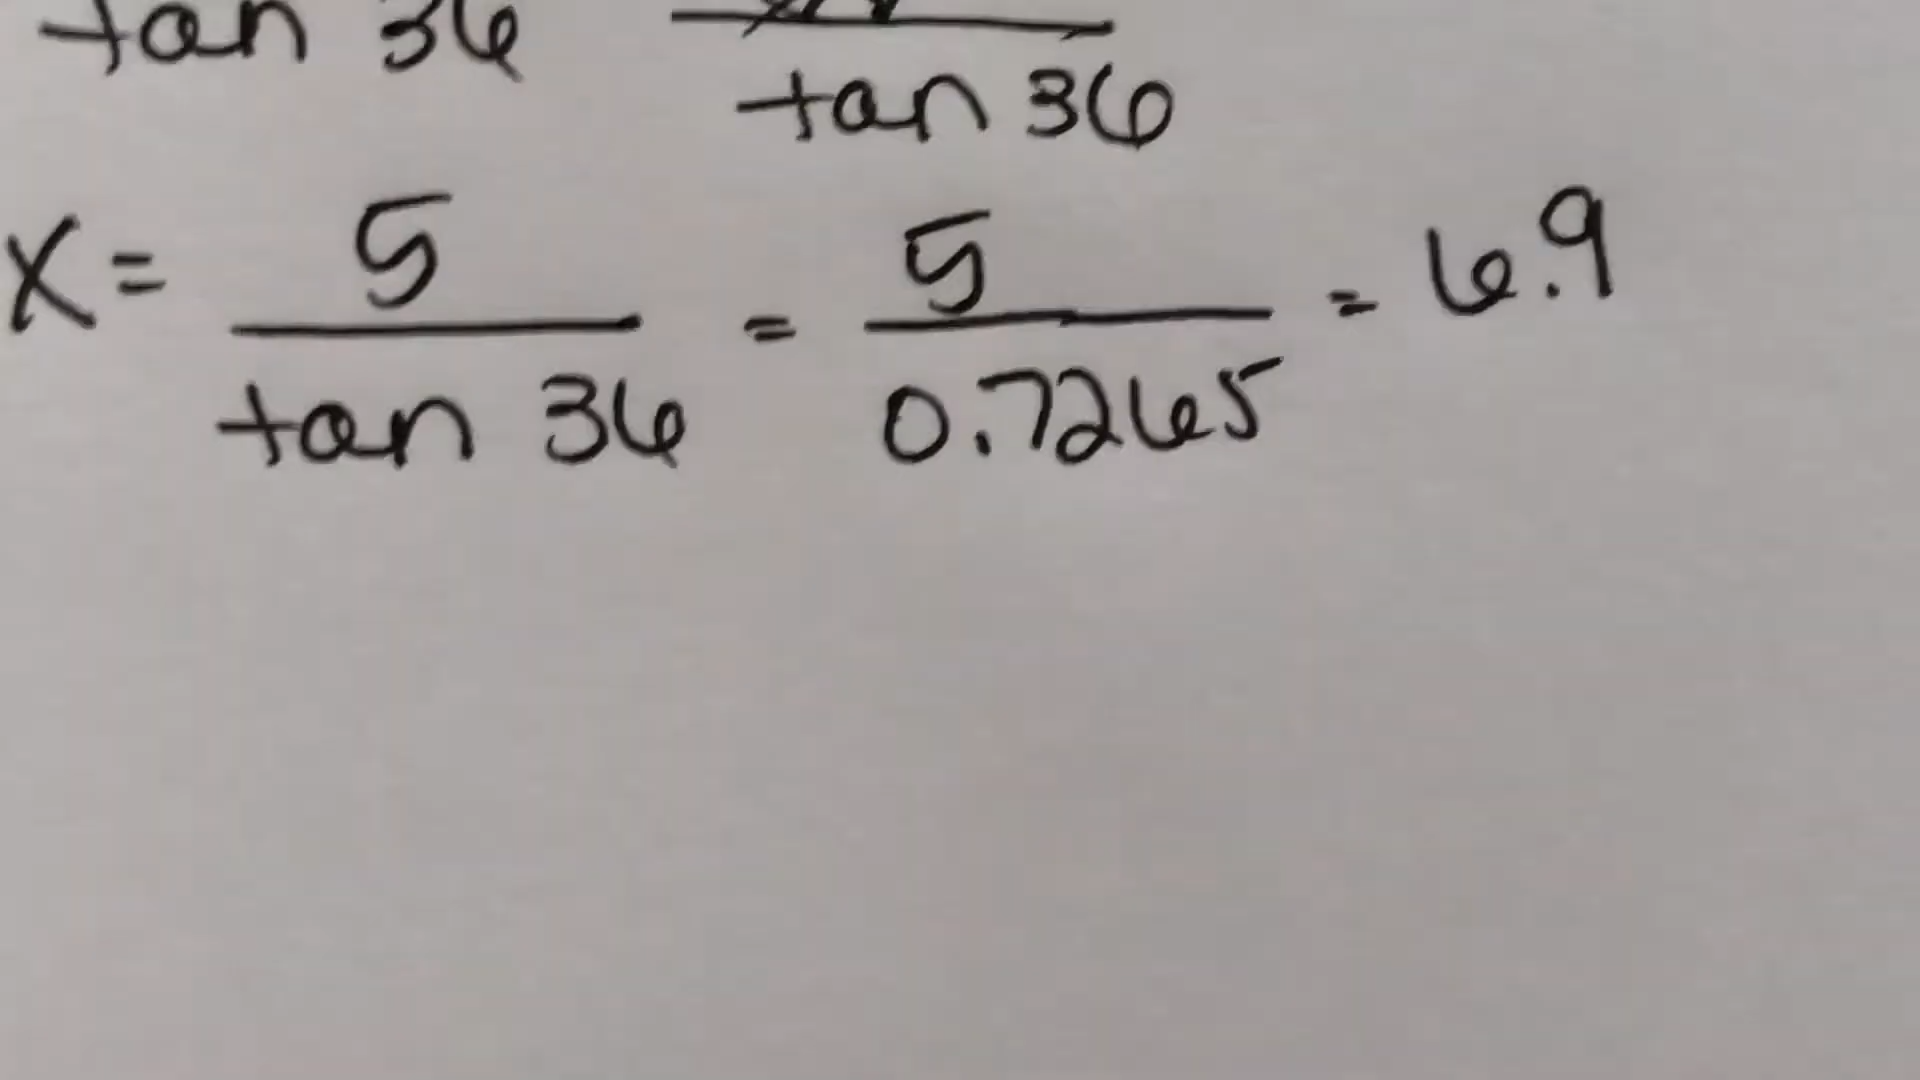 tan 36
tan 36
x = 5 / tan 36 = 5 / 0.7265 = 6.9